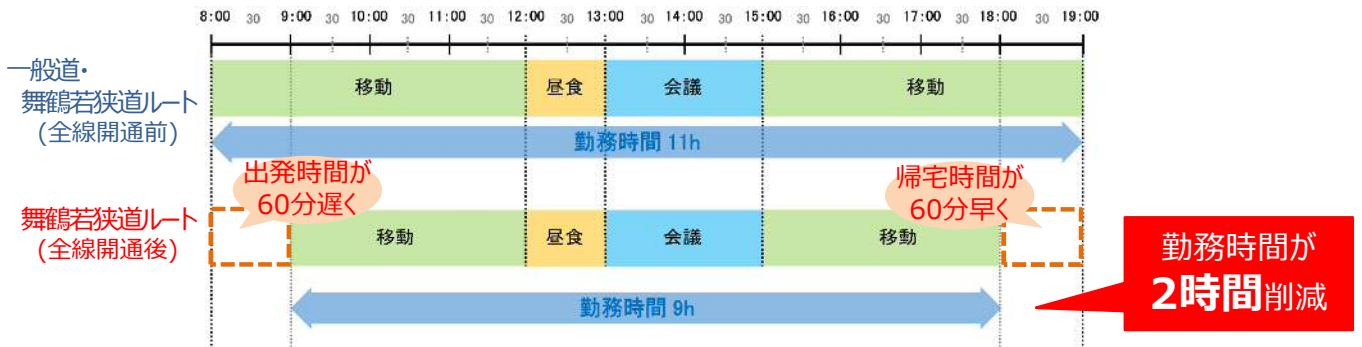 8:00 30 9:00 30 10:00 30 11:00 30 12:00 30 13:00 30 14:00 30 15:00 30 16:00 30 17:00 30 18:00 30 19:00
一般道・
舞鶴若狭道ルート
(全線開通前)
移動 昼食 会議 移動
勤務時間 11h
出発時間が
60分遅く
帰宅時間が
60分早く
舞鶴若狭道ルート
(全線開通後)
移動 昼食 会議 移動
勤務時間 9h
勤務時間が
2時間削減